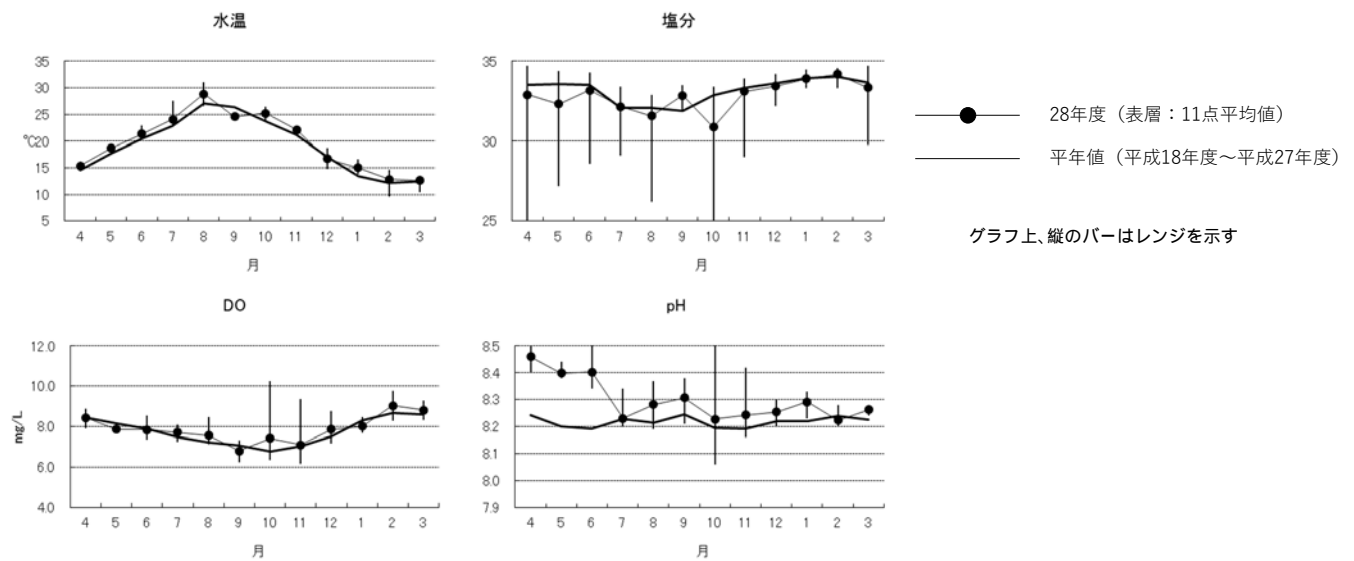 水温
35
30
25
℃20
15
10
5
4 5 6 7 8 9 10 11 12 1 2 3
月
塩分
35
30
25
4 5 6 7 8 9 10 11 12 1 2 3
月
28年度（表層：11点平均値）
平年値（平成18年度～平成27年度）
グラフ上、縦のバーはレンジを示す
DO
12.0
10.0
8.0
6.0
4.0
mg/L
4 5 6 7 8 9 10 11 12 1 2 3
月
pH
8.5
8.4
8.3
8.2
8.1
8.0
7.9
4 5 6 7 8 9 10 11 12 1 2 3
月